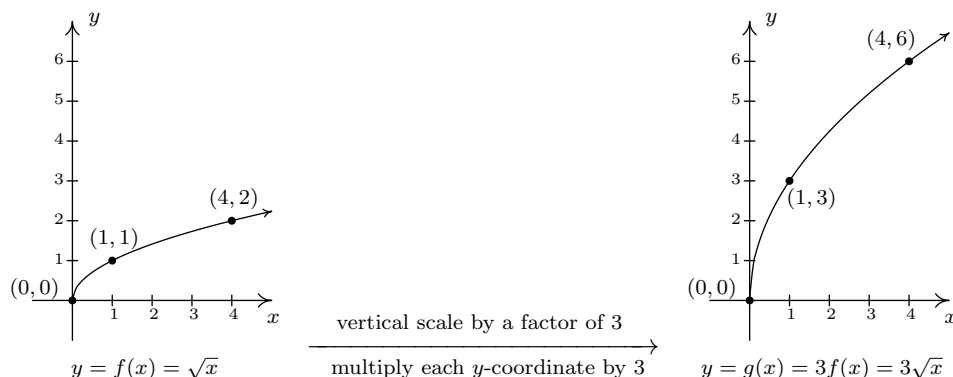 y
6
5
4
3
2
1
(0, 0)
(1, 1)
(4, 2)
1 2 3 4
x
y = f(x) = √x
vertical scale by a factor of 3
multiply each y-coordinate by 3
y
6
5
4
3
2
1
(0, 0)
(1, 3)
(4, 6)
1 2 3 4
x
y = g(x) = 3f(x) = 3√x